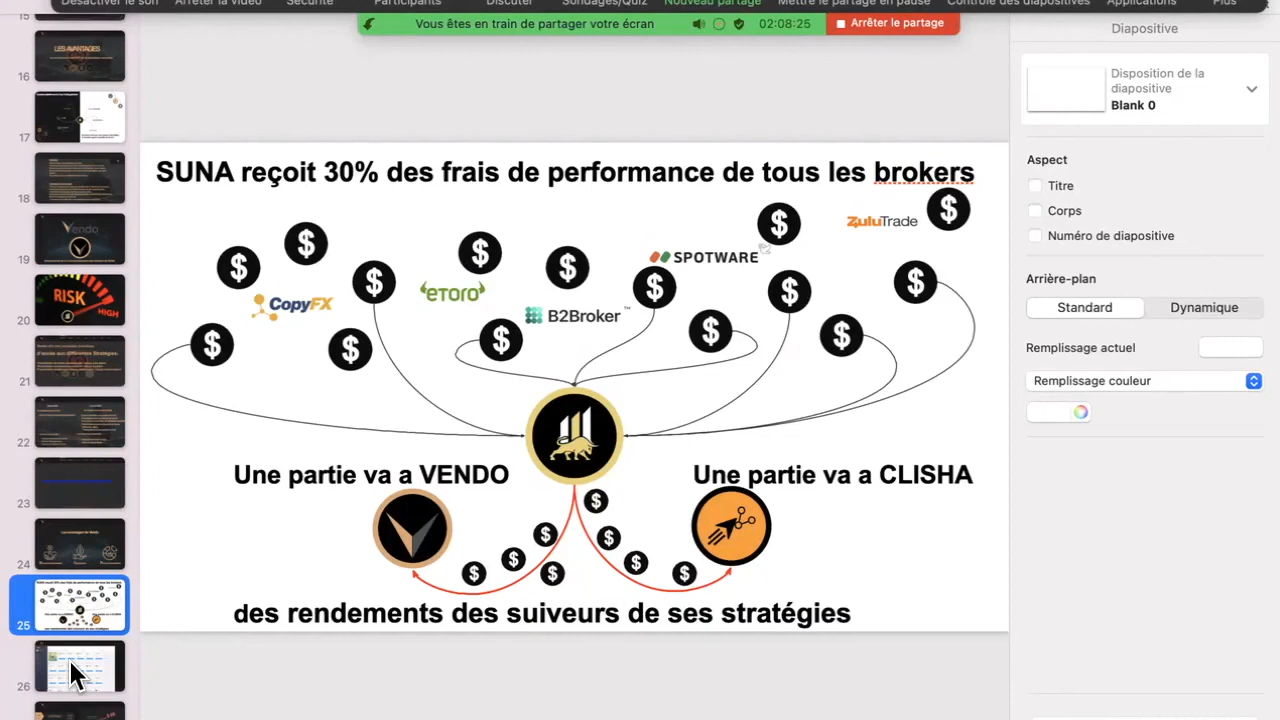 Désactiver le son
Arrêter la vidéo
Sécurité
Participants
Discuter
Sondages/Quiz
Nouveau partage
Mettre le partage en pause
Contrôle des diapositives
Applications
Plus
Vous êtes en train de partager votre écran
02:08:25
Arrêter le partage
Diapositive
Disposition de la
diapositive
Blank 0
Aspect
Titre
Corps
Numéro de diapositive
Arrière-plan
Standard
Dynamique
Remplissage actuel
Remplissage couleur
15
16
LES AVANTAGES
17
18
19
Vendo
20
RISK
HIGH
21
22
23
24
25
26
SUNA reçoit 30% des frais de performance de tous les brokers
ZuluTrade
SPOTWARE
CopyFX
eTORO
B2Broker™
Une partie va a VENDO
Une partie va a CLISHA
des rendements des suiveurs de ses stratégies